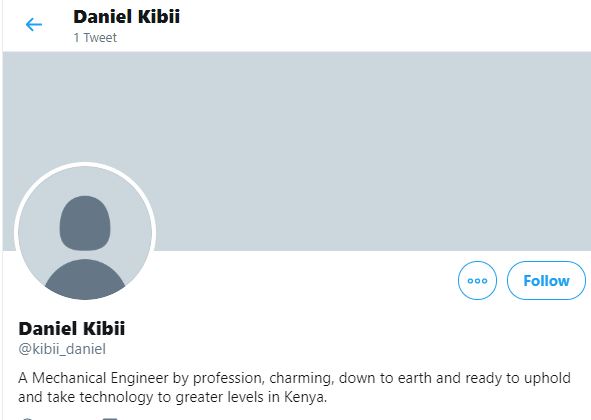 Daniel Kibii
1 Tweet
Follow
Daniel Kibii
@kibii_daniel
A Mechanical Engineer by profession, charming, down to earth and ready to uphold
and take technology to greater levels in Kenya.